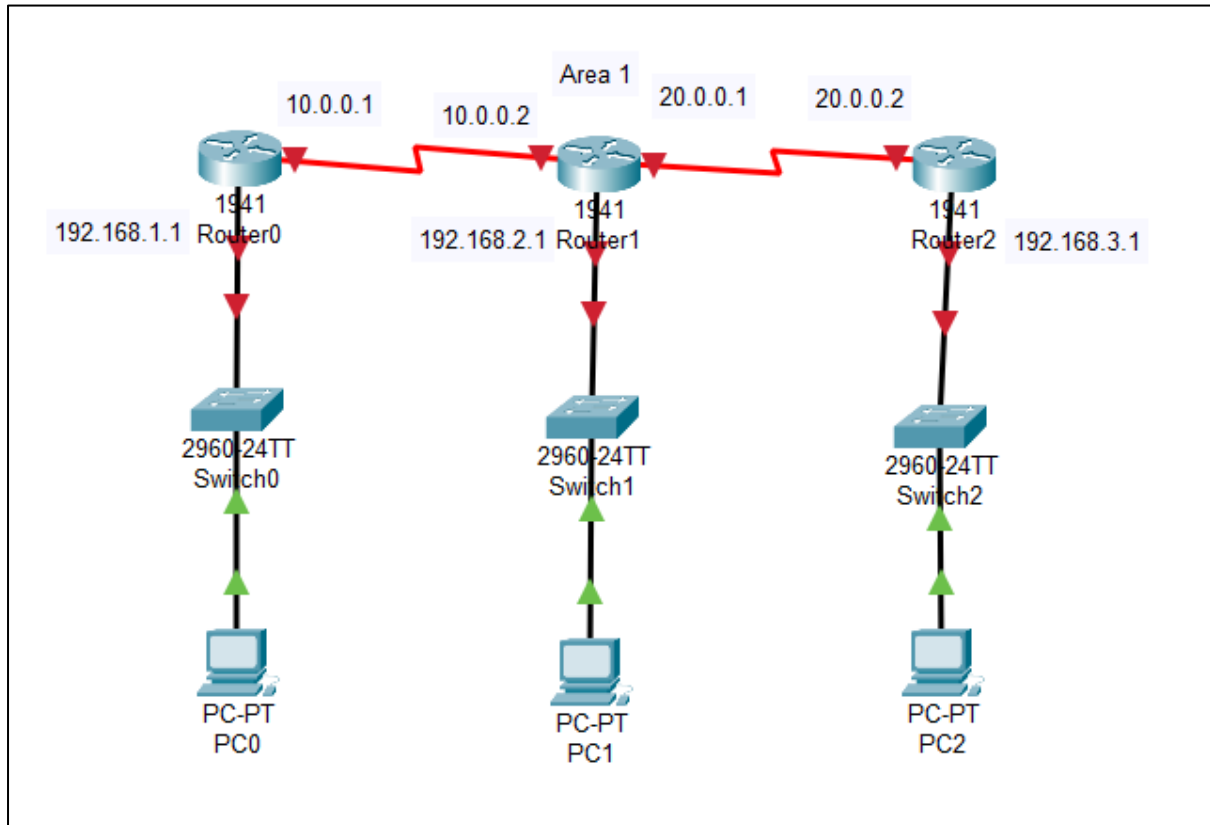 Area 1
10.0.0.1
10.0.0.2
20.0.0.1
20.0.0.2
192.168.1.1
1941
Router0
192.168.2.1
1941
Router1
1941
Router2
192.168.3.1
2960-24TT
Switch0
2960-24TT
Switch1
2960-24TT
Switch2
PC-PT
PC0
PC-PT
PC1
PC-PT
PC2